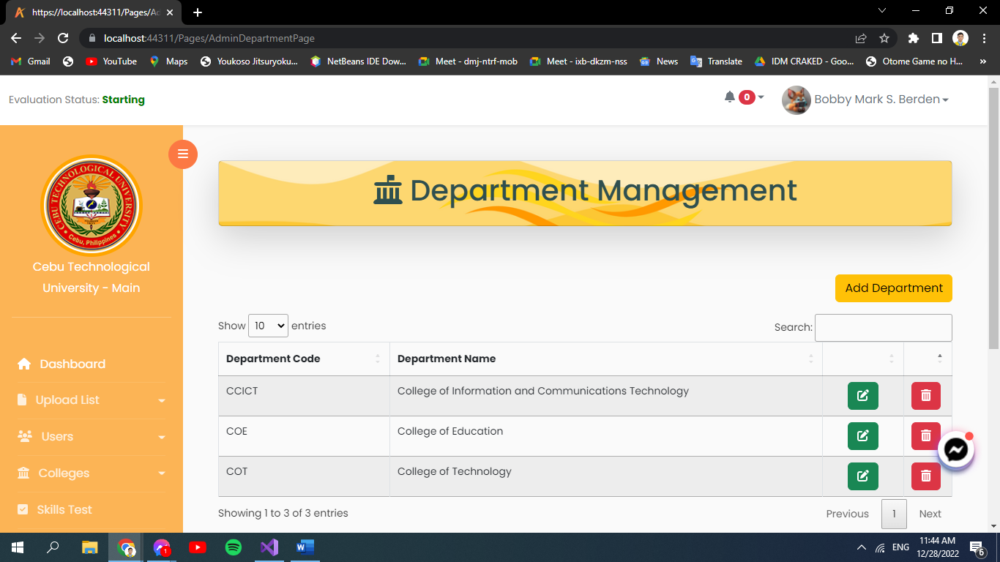 https://localhost:44311/Pages/Ad
localhost:44311/Pages/AdminDepartmentPage
Gmail YouTube Maps Youkoso Jitsuryoku... NetBeans IDE Dow... Meet - dmj-ntrf-mob Meet - ixb-dkzm-nss News Translate IDM CRAKED - Goo... Otome Game no H... »
Evaluation Status: Starting
0
Bobby Mark S. Berden
CEBU TECHNOLOGICAL UNIVERSITY
Cebu, Philippines
Cebu Technological
University - Main
Dashboard
Upload List
Users
Colleges
Skills Test
Department Management
Add Department
Show 10 entries
Search:
Department Code Department Name
CCICT College of Information and Communications Technology
COE College of Education
COT College of Technology
Showing 1 to 3 of 3 entries
Previous 1 Next
1
ENG
11:44 AM
12/28/2022
6